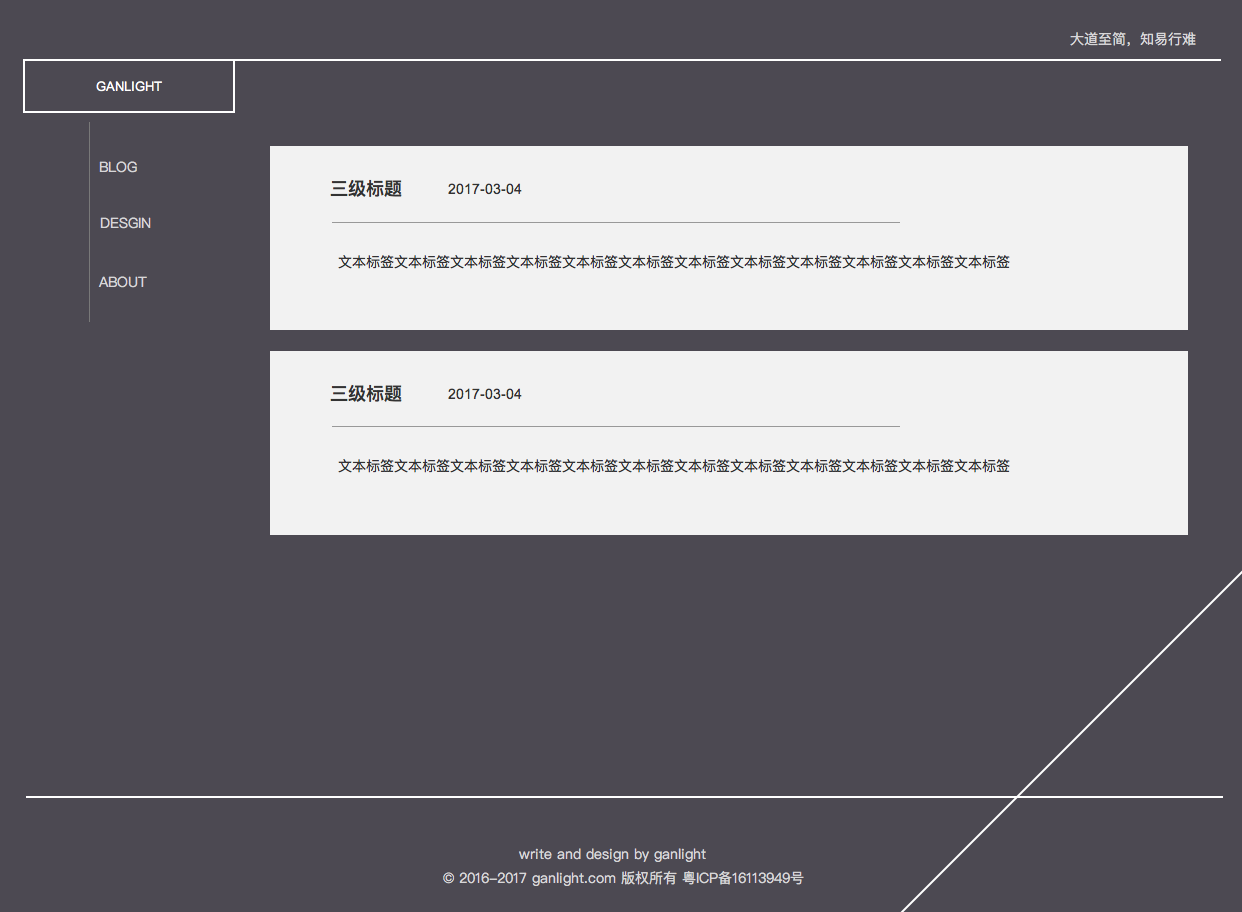 大道至简，知易行难
GANLIGHT
BLOG
DESGIN
ABOUT
三级标题 2017-03-04
文本标签文本标签文本标签文本标签文本标签文本标签文本标签文本标签文本标签文本标签文本标签文本标签
三级标题 2017-03-04
文本标签文本标签文本标签文本标签文本标签文本标签文本标签文本标签文本标签文本标签文本标签文本标签
write and design by ganlight
© 2016-2017 ganlight.com 版权所有 粤ICP备16113949号